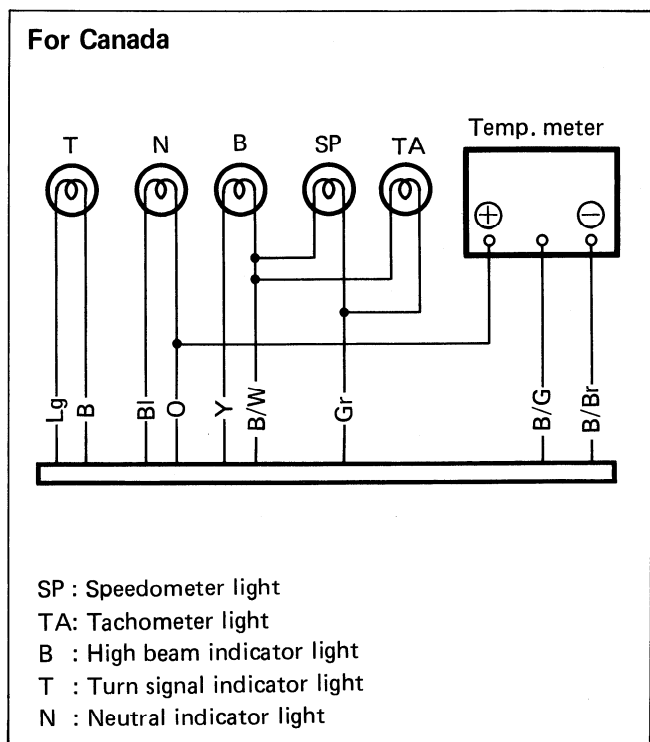 For Canada
T N B SP TA Temp. meter
+ −
Lg B Bl O Y B/W Gr B/G B/Br
SP : Speedometer light
TA: Tachometer light
B : High beam indicator light
T : Turn signal indicator light
N : Neutral indicator light